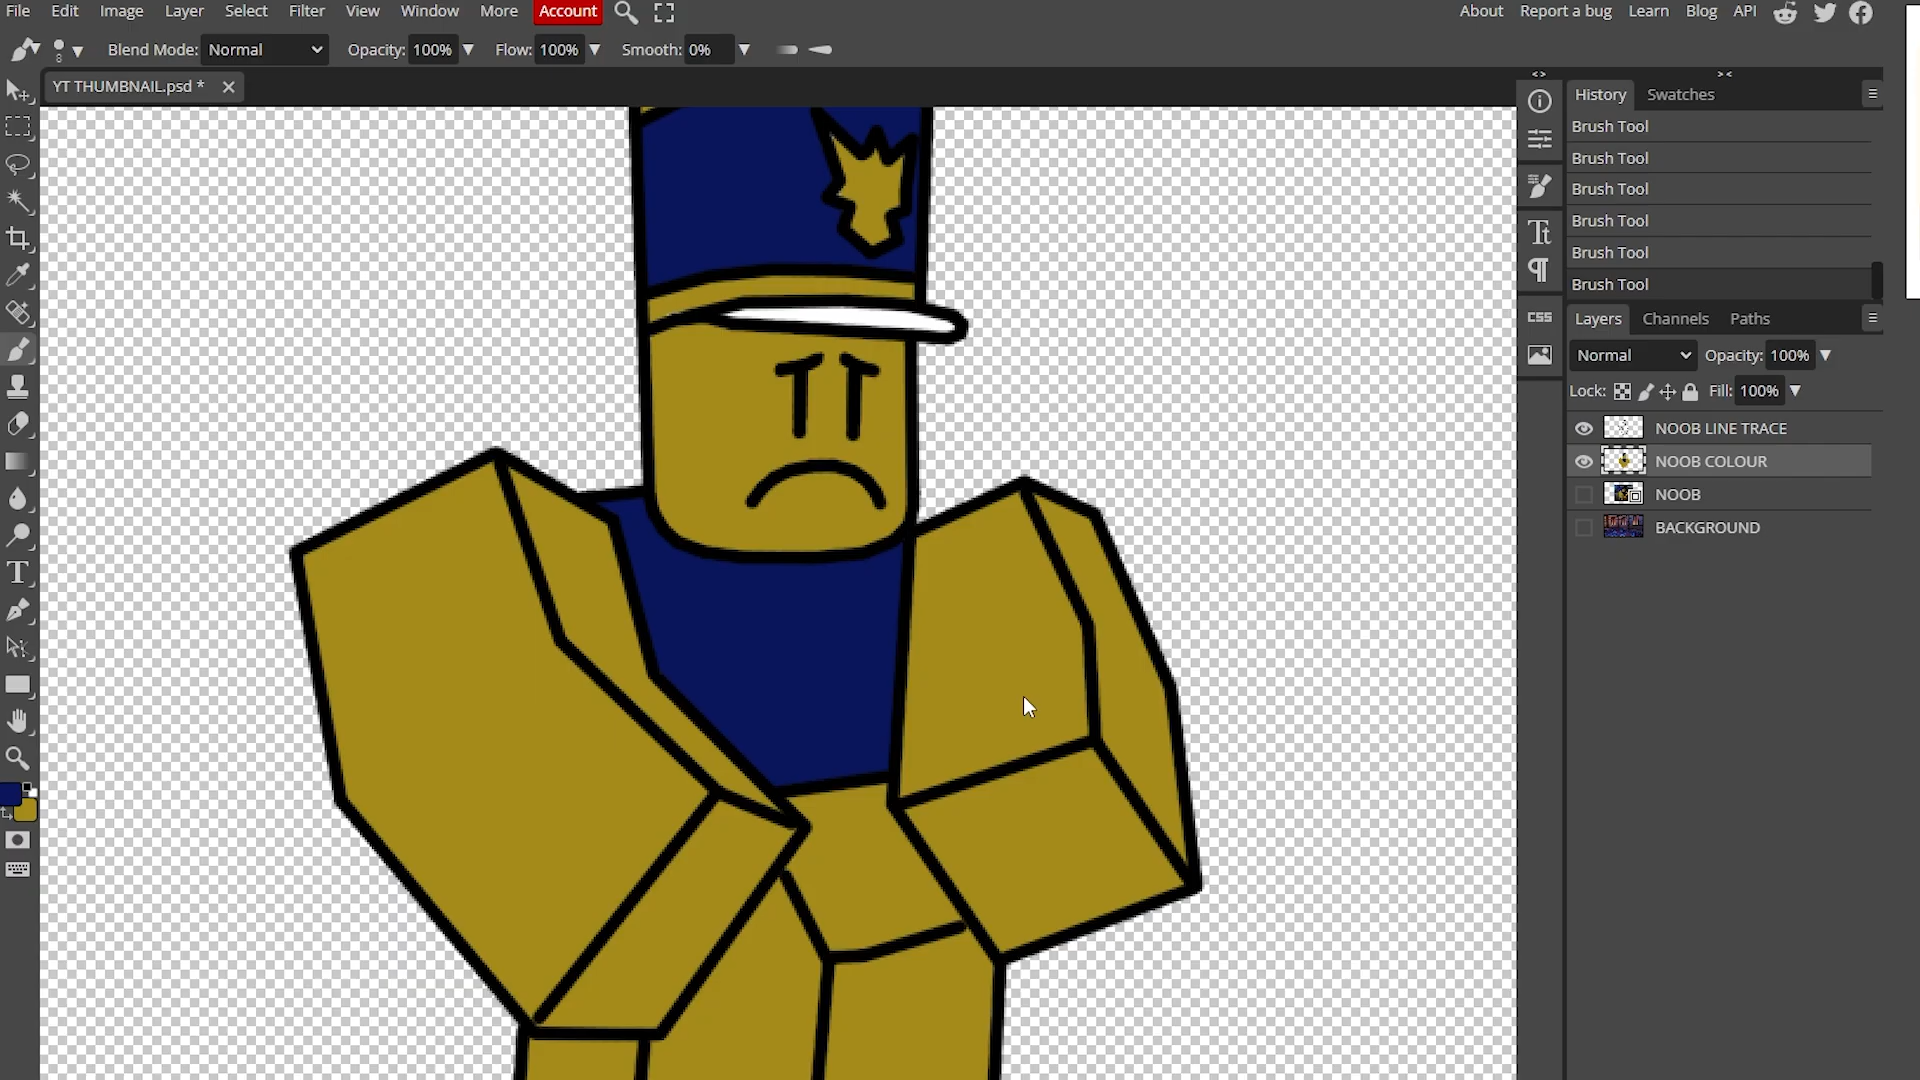 File Edit Image Layer Select Filter View Window More Account About Report a bug Learn Blog API
8 Blend Mode: Normal Opacity: 100% Flow: 100% Smooth: 0%
YT THUMBNAIL.psd *
History Swatches
Brush Tool
Brush Tool
Brush Tool
Brush Tool
Brush Tool
Brush Tool
CSS
Layers Channels Paths
Normal Opacity: 100%
Lock: Fill: 100%
NOOB LINE TRACE
NOOB COLOUR
NOOB
BACKGROUND